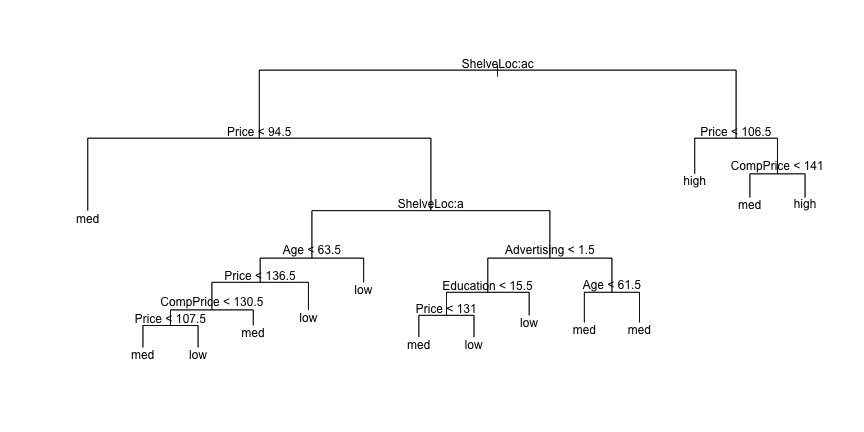 ShelveLoc:ac
Price < 94.5
Price < 106.5
CompPrice < 141
high
med
high
med
ShelveLoc:a
Age < 63.5
Advertising < 1.5
Price < 136.5
low
Education < 15.5
Age < 61.5
CompPrice < 130.5
low
Price < 131
low
med
med
Price < 107.5
med
med
low
med
low